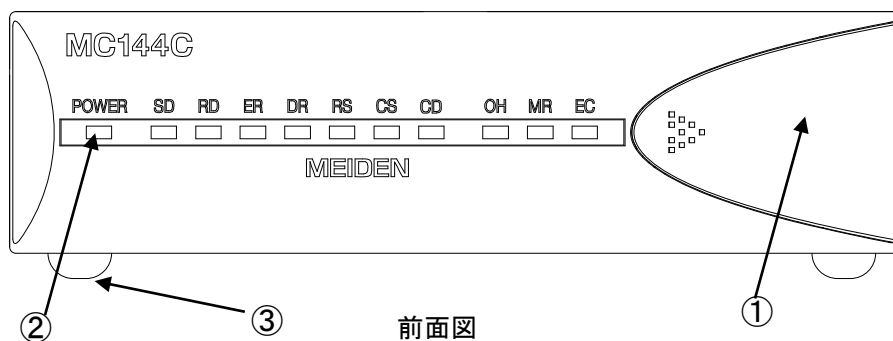 MC144C
POWER SD RD ER DR RS CS CD OH MR EC
MEIDEN
② ③ 前面図 ①